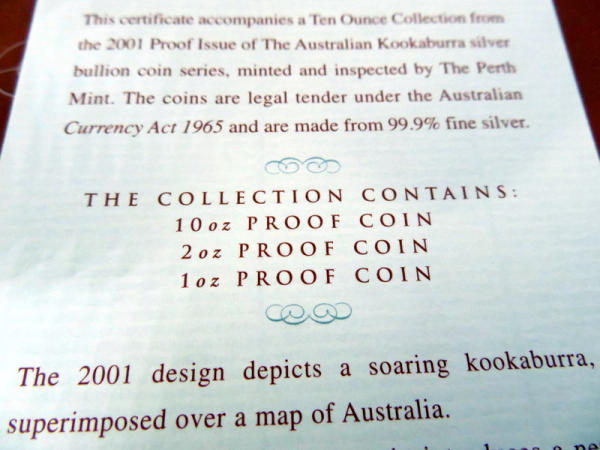 This certificate accompanies a Ten Ounce Collection from
the 2001 Proof Issue of The Australian Kookaburra silver
bullion coin series, minted and inspected by The Perth
Mint. The coins are legal tender under the Australian
Currency Act 1965 and are made from 99.9% fine silver.
THE COLLECTION CONTAINS:
10oz PROOF COIN
2oz PROOF COIN
1oz PROOF COIN
The 2001 design depicts a soaring kookaburra,
superimposed over a map of Australia.